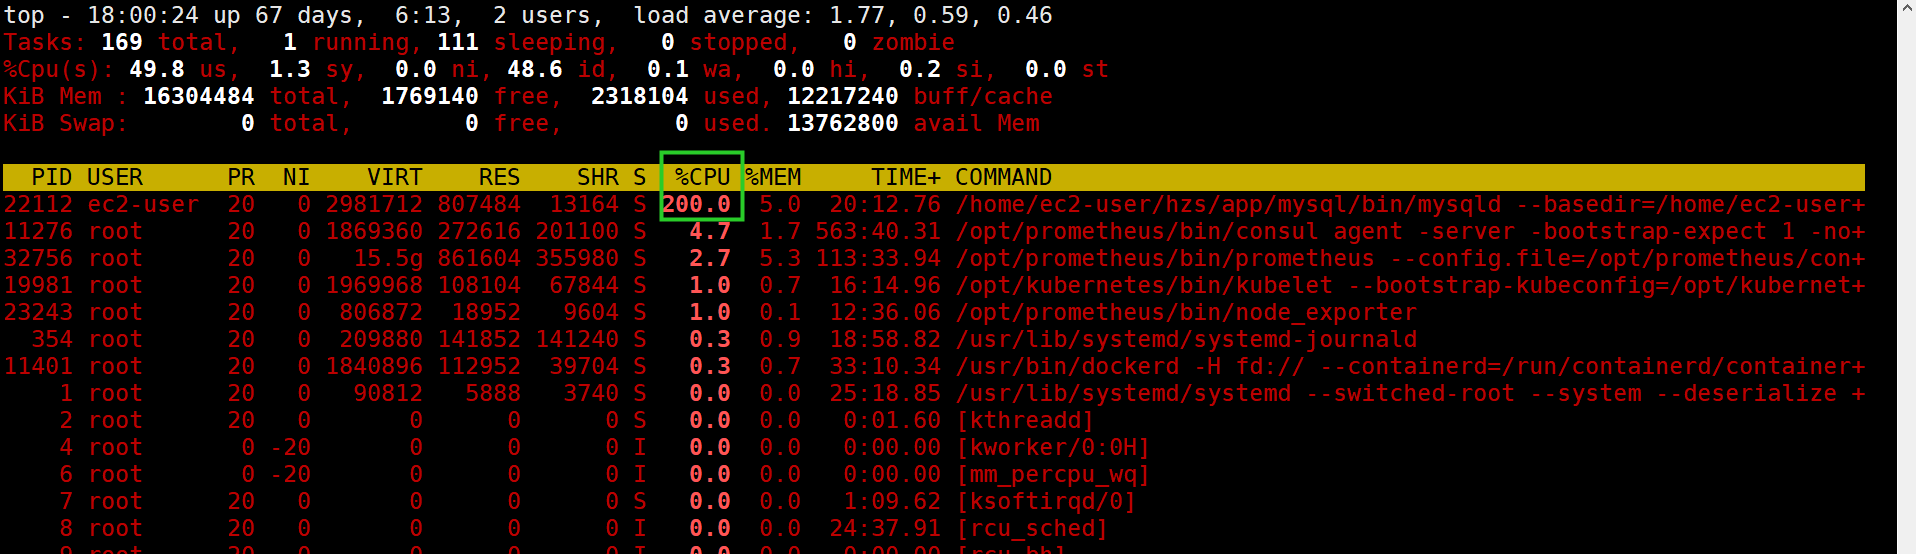 top - 18:00:24 up 67 days,  6:13,  2 users,  load average: 1.77, 0.59, 0.46
Tasks: 169 total,   1 running, 111 sleeping,   0 stopped,   0 zombie
%Cpu(s): 49.8 us,  1.3 sy,  0.0 ni, 48.6 id,  0.1 wa,  0.0 hi,  0.2 si,  0.0 st
KiB Mem : 16304484 total,  1769140 free,  2318104 used, 12217240 buff/cache
KiB Swap:        0 total,        0 free,        0 used. 13762800 avail Mem
  PID USER      PR  NI    VIRT    RES    SHR S  %CPU %MEM     TIME+ COMMAND
22112 ec2-user  20   0 2981712 807484  13164 S 200.0  5.0  20:12.76 /home/ec2-user/hzs/app/mysql/bin/mysqld --basedir=/home/ec2-user+
11276 root      20   0 1869360 272616 201100 S   4.7  1.7 563:40.31 /opt/prometheus/bin/consul agent -server -bootstrap-expect 1 -no+
32756 root      20   0   15.5g 861604 355980 S   2.7  5.3 113:33.94 /opt/prometheus/bin/prometheus --config.file=/opt/prometheus/con+
19981 root      20   0 1969968 108104  67844 S   1.0  0.7  16:14.96 /opt/kubernetes/bin/kubelet --bootstrap-kubeconfig=/opt/kubernet+
23243 root      20   0  806872  18952   9604 S   1.0  0.1  12:36.06 /opt/prometheus/bin/node_exporter
  354 root      20   0  209880 141852 141240 S   0.3  0.9  18:58.82 /usr/lib/systemd/systemd-journald
11401 root      20   0 1840896 112952  39704 S   0.3  0.7  33:10.34 /usr/bin/dockerd -H fd:// --containerd=/run/containerd/container+
    1 root      20   0   90812   5888   3740 S   0.0  0.0  25:18.85 /usr/lib/systemd/systemd --switched-root --system --deserialize +
    2 root      20   0       0      0      0 S   0.0  0.0   0:01.60 [kthreadd]
    4 root       0 -20       0      0      0 I   0.0  0.0   0:00.00 [kworker/0:0H]
    6 root       0 -20       0      0      0 I   0.0  0.0   0:00.00 [mm_percpu_wq]
    7 root      20   0       0      0      0 S   0.0  0.0   1:09.62 [ksoftirqd/0]
    8 root      20   0       0      0      0 I   0.0  0.0  24:37.91 [rcu_sched]
    9 root      20   0       0      0      0 I   0.0  0.0   0:00.00 [rcu_bh]